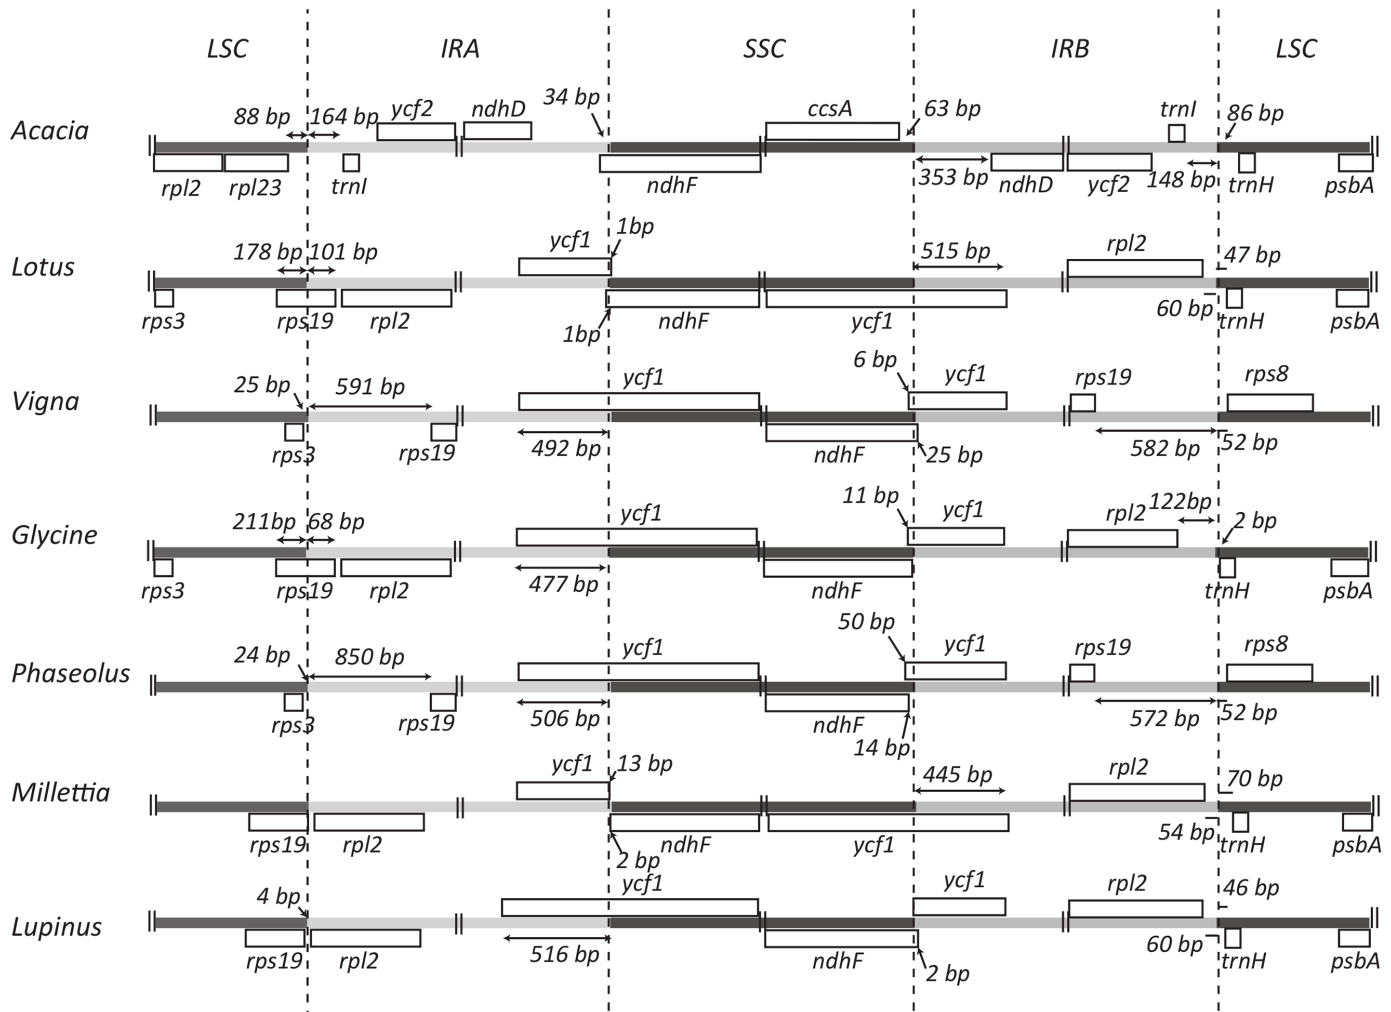 LSC IRA SSC IRB LSC
Acacia
88 bp 164 bp ycf2 ndhD 34 bp ccsA 63 bp trnI 86 bp
rpl2 rpl23 trnI ndhF 353 bp ndhD ycf2 148 bp trnH psbA
Lotus
178 bp 101 bp ycf1 1bp 515 bp rpl2 47 bp
rps3 rps19 rpl2 1bp ndhF ycf1 60 bp trnH psbA
Vigna
25 bp 591 bp ycf1 6 bp ycf1 rps19 rps8
rps3 rps19 492 bp ndhF 25 bp 582 bp 52 bp
Glycine
211bp 68 bp ycf1 11 bp ycf1 rpl2 122bp 2 bp
rps3 rps19 rpl2 477 bp ndhF trnH psbA
Phaseolus
24 bp 850 bp ycf1 50 bp ycf1 rps19 rps8
rps3 rps19 506 bp ndhF 14 bp 572 bp 52 bp
Millettia
ycf1 13 bp 445 bp rpl2 70 bp
rps19 rpl2 2 bp ndhF ycf1 54 bp trnH psbA
Lupinus
4 bp ycf1 ycf1 rpl2 46 bp
rps19 rpl2 516 bp ndhF 2 bp 60 bp trnH psbA